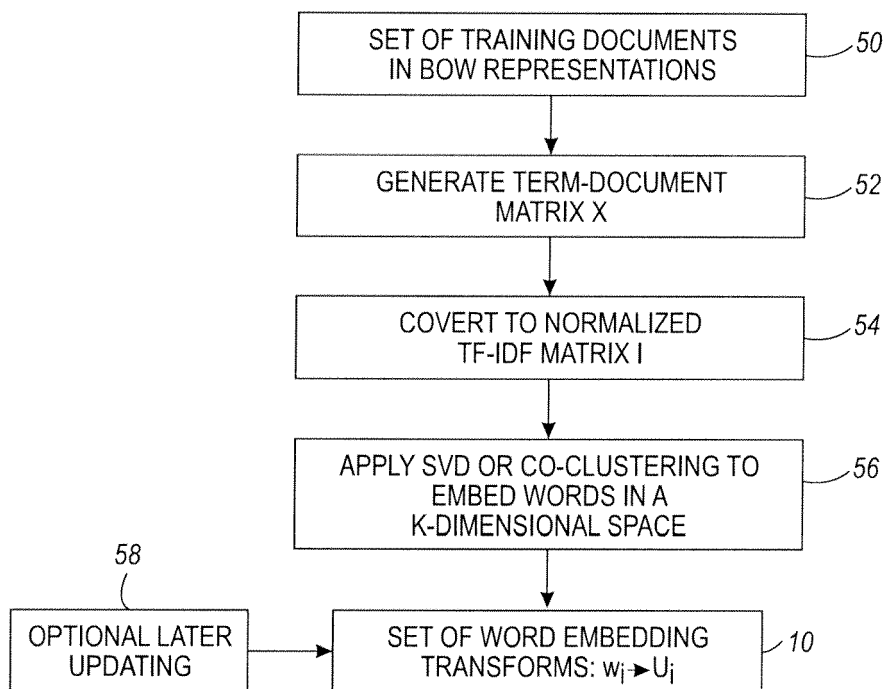 SET OF TRAINING DOCUMENTS
IN BOW REPRESENTATIONS
50
GENERATE TERM-DOCUMENT
MATRIX X
52
COVERT TO NORMALIZED
TF-IDF MATRIX I
54
APPLY SVD OR CO-CLUSTERING TO
EMBED WORDS IN A
K-DIMENSIONAL SPACE
56
58
OPTIONAL LATER
UPDATING
SET OF WORD EMBEDDING
TRANSFORMS: wi→Ui
10